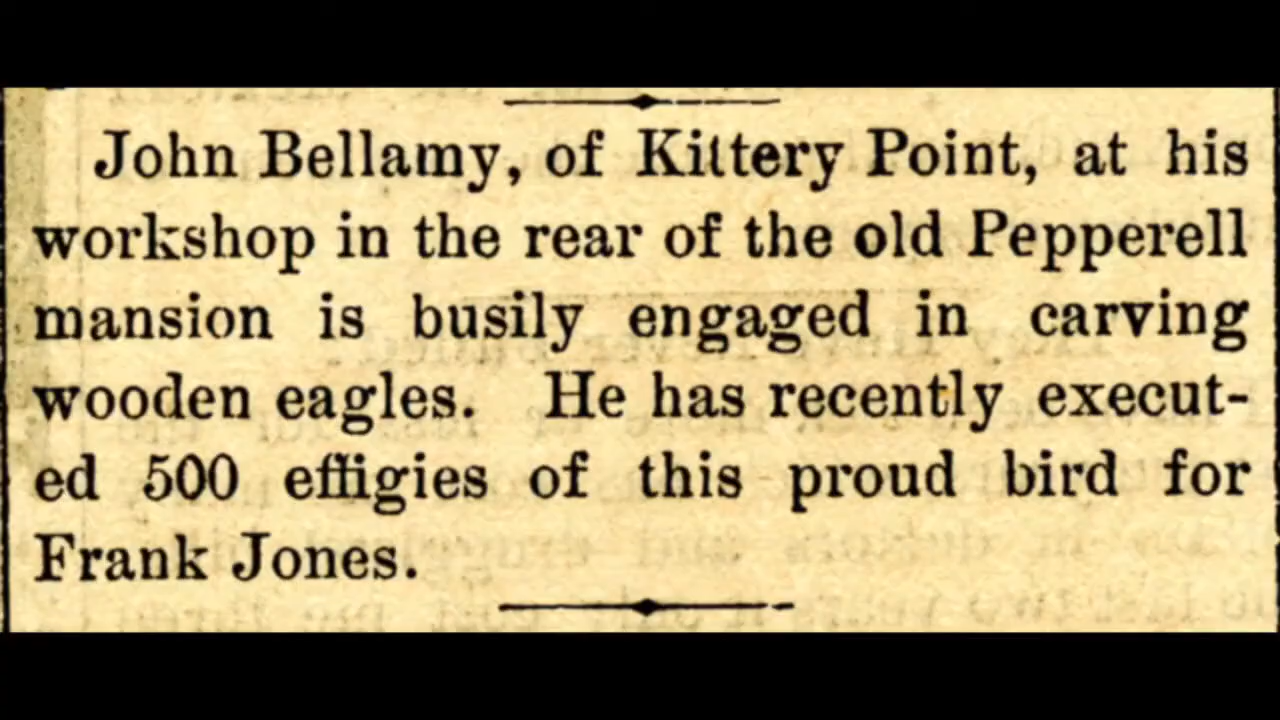 John Bellamy, of Kittery Point, at his
workshop in the rear of the old Pepperell
mansion is busily engaged in carving
wooden eagles. He has recently execut-
ed 500 effigies of this proud bird for
Frank Jones.